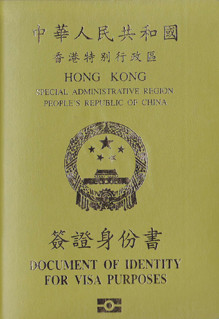 中華人民共和國
香港特別行政區
HONG KONG
SPECIAL ADMINISTRATIVE REGION
PEOPLE'S REPUBLIC OF CHINA
簽證身份書
DOCUMENT OF IDENTITY
FOR VISA PURPOSES